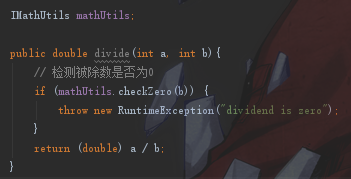 IMathUtils mathUtils;
public double divide(int a, int b){
// 检测被除数是否为0
if (mathUtils.checkZero(b)) {
throw new RuntimeException("dividend is zero");
}
return (double) a / b;
}